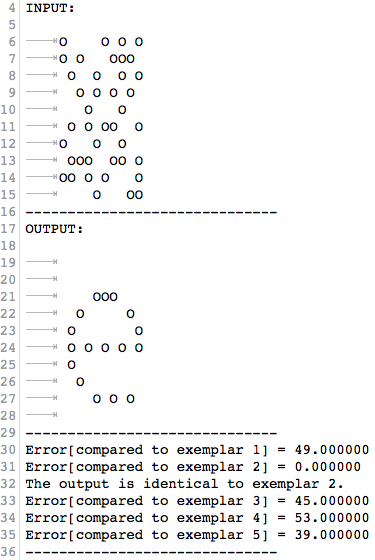 4 INPUT:
5
6 O    O O O
7 O O   OOO
8  O  O  O O
9   O O O O
10    O   O
11  O O OO  O
12 O   O  O
13  OOO  OO O
14 OO O O   O
15     O   OO
16 ------------------------------
17 OUTPUT:
18
19
20
21     OOO
22   O     O
23  O       O
24  O O O O O
25  O
26   O
27     O O O
28
29 ------------------------------
30 Error[compared to exemplar 1] = 49.000000
31 Error[compared to exemplar 2] = 0.000000
32 The output is identical to exemplar 2.
33 Error[compared to exemplar 3] = 45.000000
34 Error[compared to exemplar 4] = 53.000000
35 Error[compared to exemplar 5] = 39.000000
36 ------------------------------